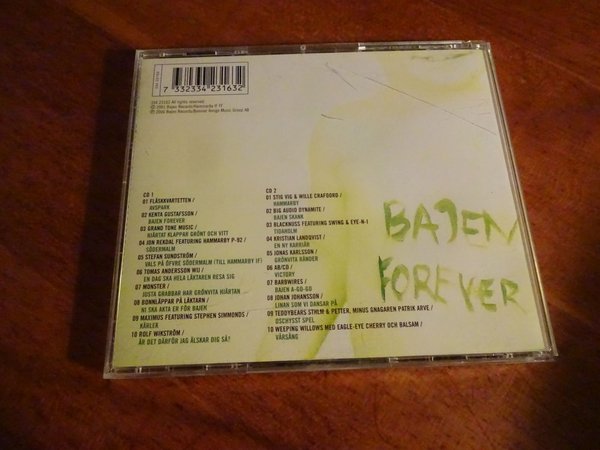 7 332334 231632
CD 1
01 FLÄSKKVARTETTEN /
AVSPARK
02 KENTA GUSTAFSSON /
BAJEN FOREVER
03 GRAND TONE MUSIC /
HJÄRTAT KLAPPAR GRÖNT OCH VITT
04 JON REKDAL FEATURING HAMMARBY P-82 /
SÖDERMALM
05 STEFAN SUNDSTRÖM /
VALS PÅ ÖFVRE SÖDERMALM (TILL HAMMARBY IF)
06 TOMAS ANDERSSON WIJ /
EN DAG SKA HELA LÄKTAREN RESA SIG
07 MONSTER /
JUSTA GRABBAR HAR GRÖNVITA HJÄRTAN
08 BONNLÄPPAR PÅ LÄKTARN /
NI SKA AKTA ER FÖR BAJEN
09 MAXIMUS FEATURING STEPHEN SIMMONDS /
KÄRLEK
10 ROLF WIKSTRÖM /
ÄR DET DÄRFÖR JAG ÄLSKAR DIG SÅ!
CD 2
01 STIG VIG & WILLE CRAFOORD /
HAMMARBY
02 BIG AUDIO DYNAMITE /
BAJEN SKANK
03 BLACKNUSS FEATURING SWING & EYE-N-I
TIDAHOLM
04 KRISTIAN LANDQVIST /
EN NY KARRIÄR
05 JONAS KARLSSON /
GRÖNVITA RÄNDER
06 AB/CD /
VICTORY
07 BARDWIRES /
BAJEN A-GO-GO
08 JOHAN JOHANSSON /
LINAN SOM VI DANSAR PÅ
09 TEDDYBEARS STHLM & PETTER, MINUS GNAGAREN PATRIK ARVE /
OSCHYSST SPEL
10 WEEPING WILLOWS MED EAGLE-EYE CHERRY OCH BALSAM /
VÅRSÅNG
BAJEN
FOREVER